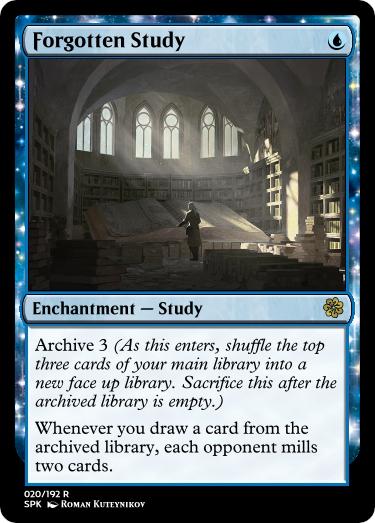 Forgotten Study
Enchantment — Study
Archive 3 (As this enters, shuffle the top
three cards of your main library into a
new face up library. Sacrifice this after the
archived library is empty.)
Whenever you draw a card from the
archived library, each opponent mills
two cards.
020/192 R
SPK Roman Kuteynikov